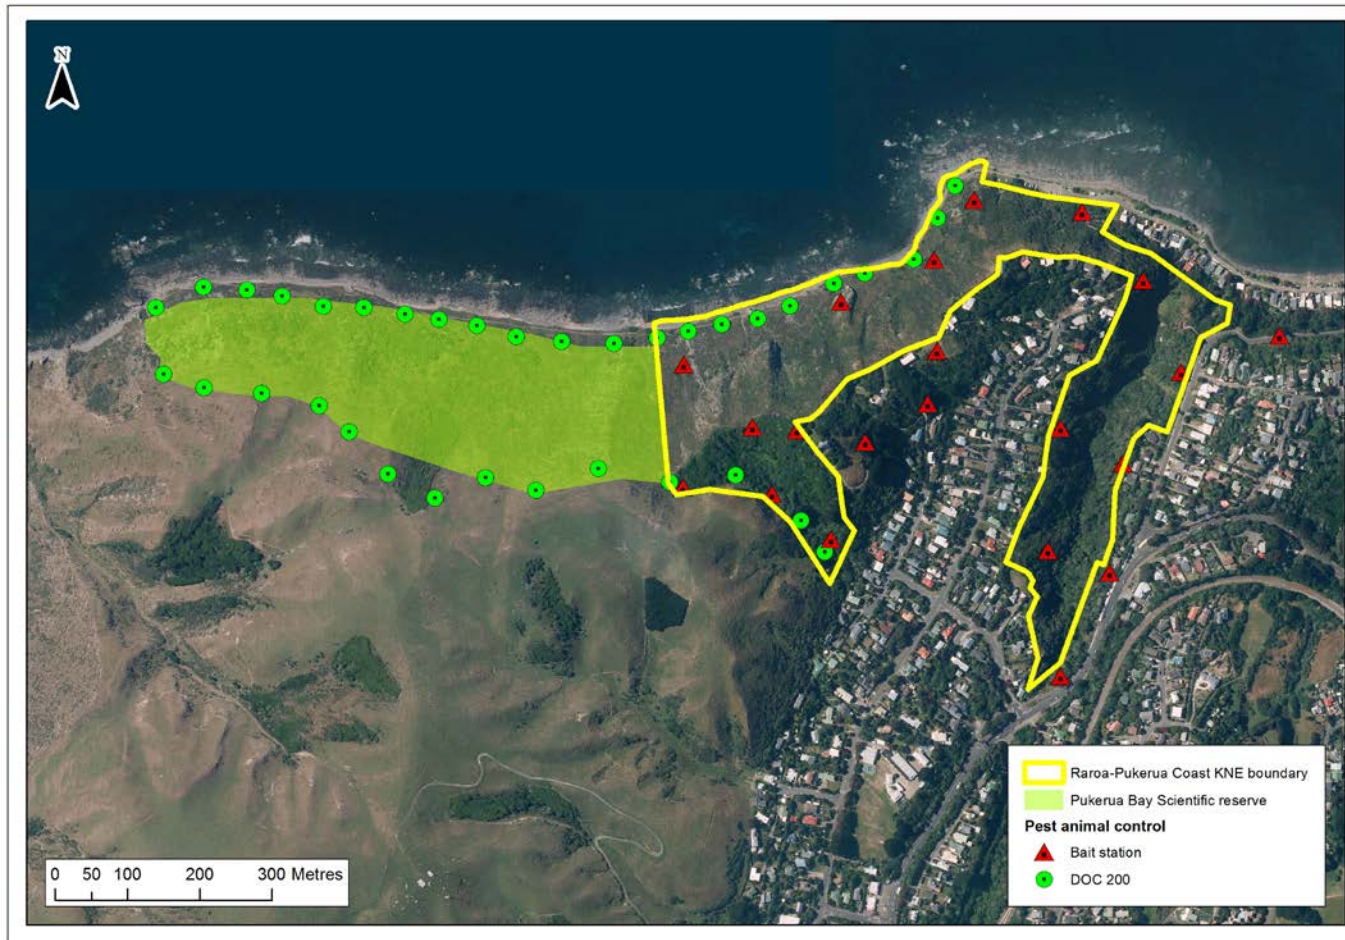 N
Raroa-Pukerua Coast KNE boundary
Pukerua Bay Scientific reserve
Pest animal control
Bait station
DOC 200
0 50 100 200 300 Metres